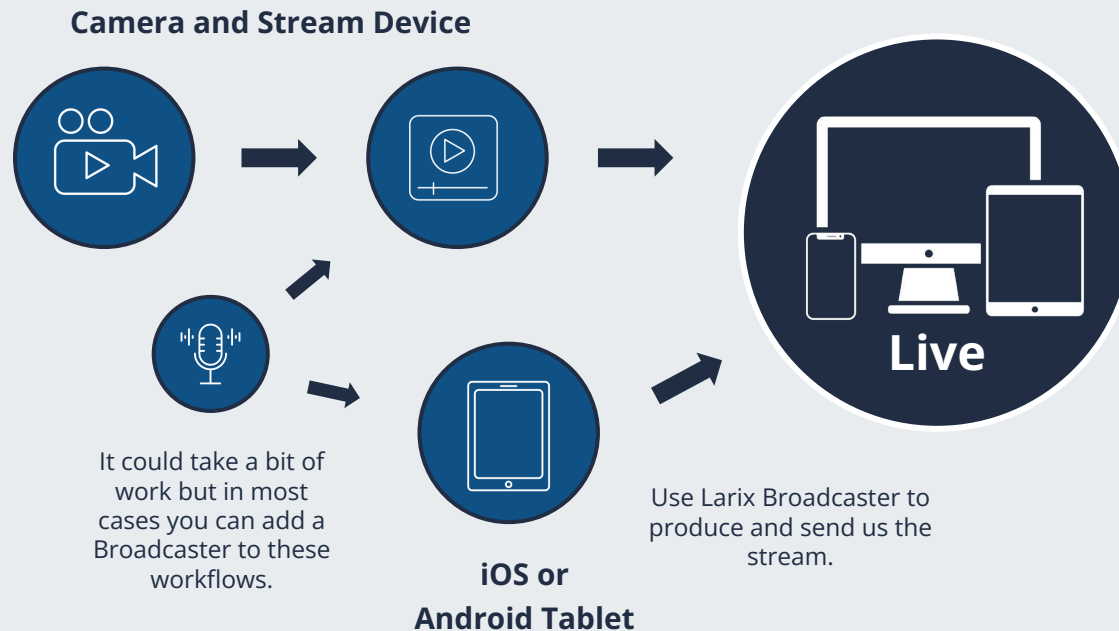 Camera and Stream Device
Live
It could take a bit of
work but in most
cases you can add a
Broadcaster to these
workflows.
iOS or
Android Tablet
Use Larix Broadcaster to
produce and send us the
stream.